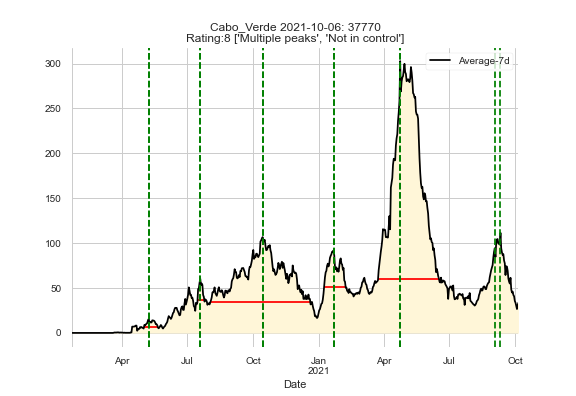 Cabo_Verde 2021-10-06: 37770
Rating:8 ['Multiple peaks', 'Not in control']
Average-7d
300
250
200
150
100
50
0
Apr
Jul
Oct
Jan
2021
Apr
Jul
Oct
Date